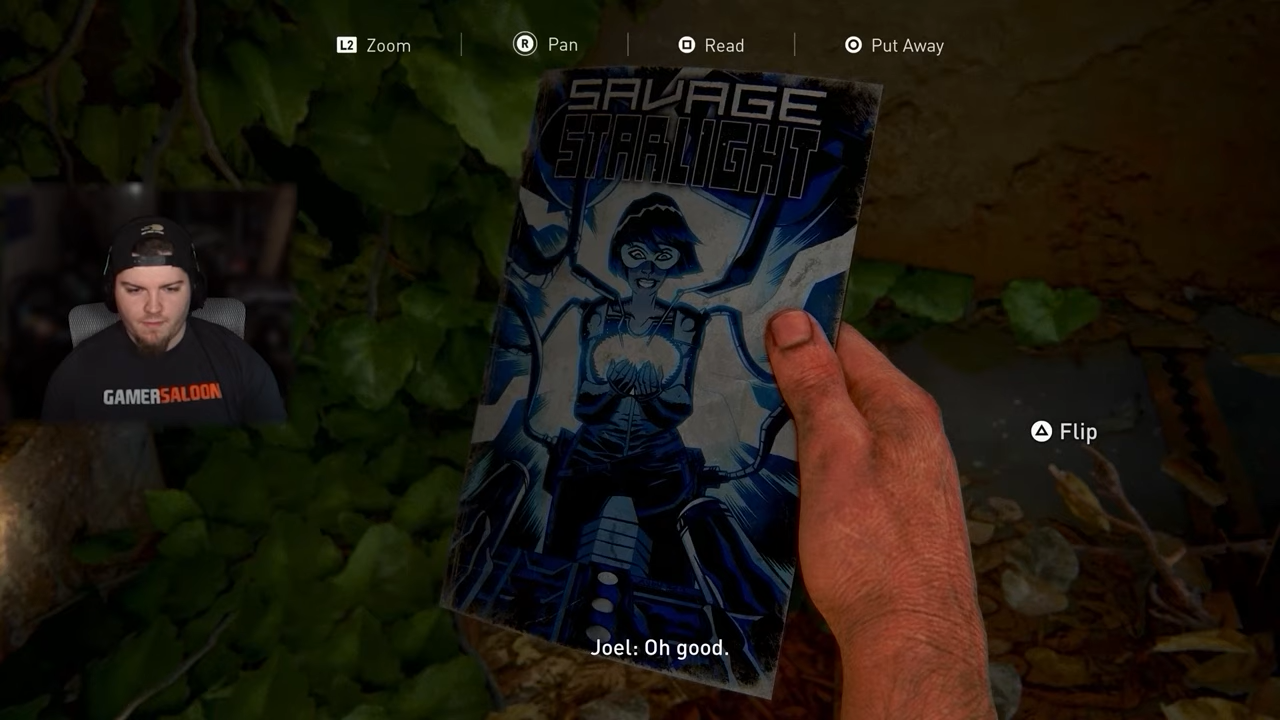 L2 Zoom
R Pan
Read
Put Away
SAVAGE
STARLIGHT
GAMERSALOON
Flip
Joel: Oh good.